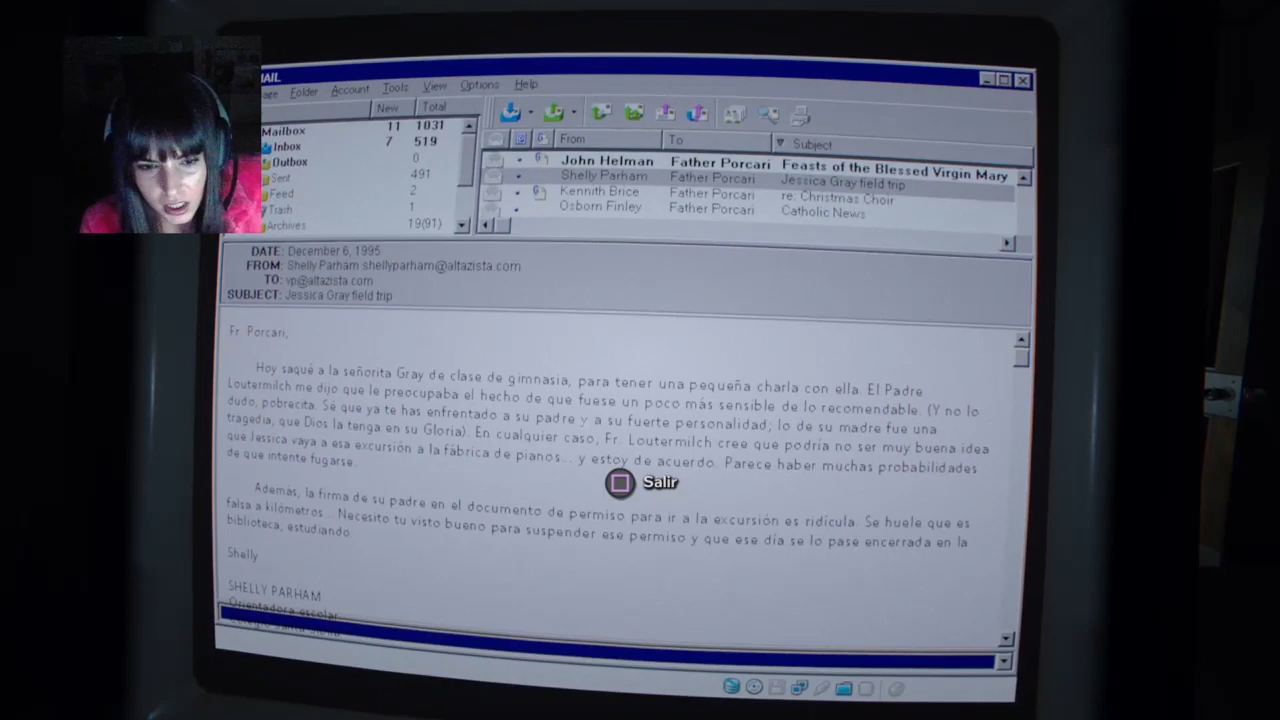 AIL
age Folder Account Tools View Options Help
New Total
Mailbox 11 1031
Inbox 7 519
Outbox 0
Sent 491
Feed 2
Trash 1
Archives 19(91)
From To Subject
John Helman Father Porcari Feasts of the Blessed Virgin Mary
Shelly Parham Father Porcari Jessica Gray field trip
Kennith Brice Father Porcari re: Christmas Choir
Osborn Finley Father Porcari Catholic News
DATE: December 6, 1995
FROM: Shelly Parham shellyparham@altazista.com
TO: vp@altazista.com
SUBJECT: Jessica Gray field trip
Fr. Porcari,
Hoy saqué a la señorita Gray de clase de gimnasia, para tener una pequeña charla con ella. El Padre
Loutermilch me dijo que le preocupaba el hecho de que fuese un poco más sensible de lo recomendable. (Y no lo
dudo, pobrecita. Sé que ya te has enfrentado a su padre y a su fuerte personalidad; lo de su madre fue una
tragedia, que Dios la tenga en su Gloria). En cualquier caso, Fr. Loutermilch cree que podría no ser muy buena idea
que Jessica vaya a esa excursión a la fábrica de pianos... y estoy de acuerdo. Parece haber muchas probabilidades
de que intente fugarse.
Salir
Además, la firma de su padre en el documento de permiso para ir a la excursión es ridícula. Se huele que es
falsa a kilómetros... Necesito tu visto bueno para suspender ese permiso y que ese día se lo pase encerrada en la
biblioteca, estudiando.
Shelly
SHELLY PARHAM
Orientadora escolar